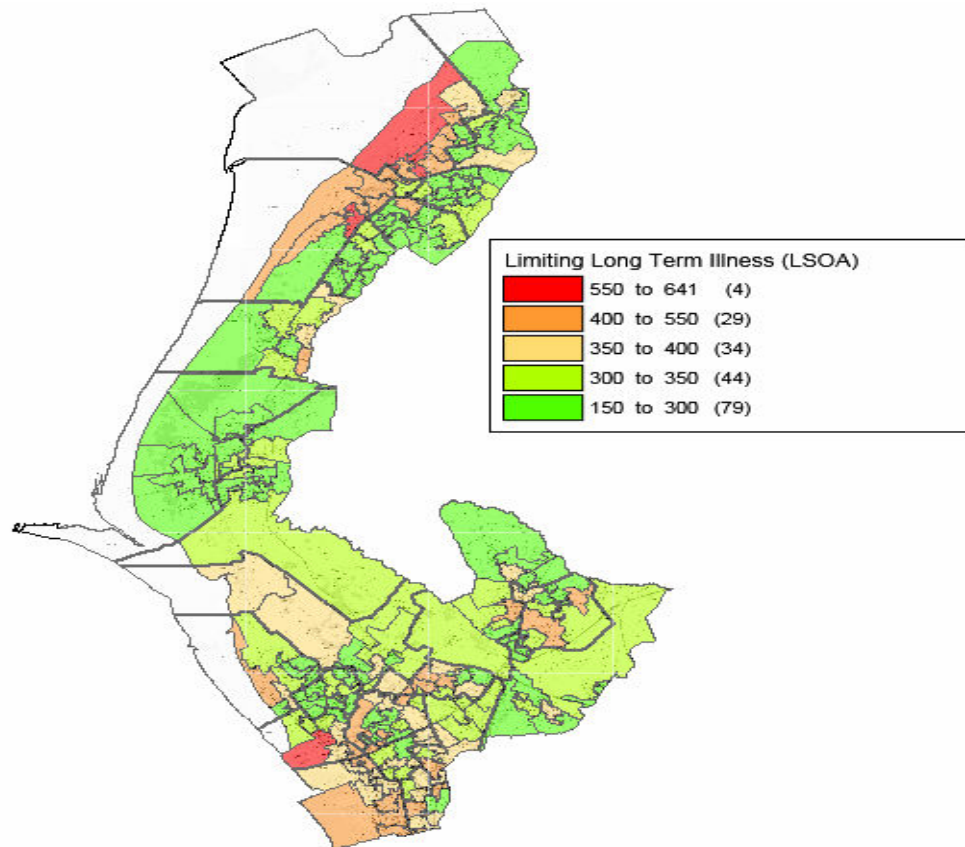 Limiting Long Term Illness (LSOA)
550 to 641 (4)
400 to 550 (29)
350 to 400 (34)
300 to 350 (44)
150 to 300 (79)